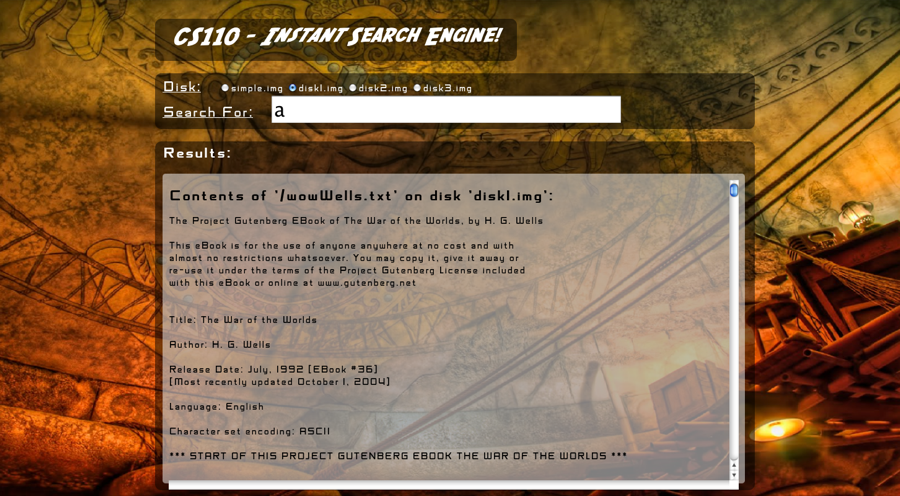 CS110 - Instant Search Engine!
Disk: simple.img disk1.img disk2.img disk3.img
Search For: a
Results:
Contents of '/wowWells.txt' on disk 'disk1.img':
The Project Gutenberg EBook of The War of the Worlds, by H. G. Wells
This eBook is for the use of anyone anywhere at no cost and with
almost no restrictions whatsoever. You may copy it, give it away or
re-use it under the terms of the Project Gutenberg License included
with this eBook or online at www.gutenberg.net
Title: The War of the Worlds
Author: H. G. Wells
Release Date: July, 1992 [EBook #36]
[Most recently updated October 1, 2004]
Language: English
Character set encoding: ASCII
*** START OF THIS PROJECT GUTENBERG EBOOK THE WAR OF THE WORLDS ***